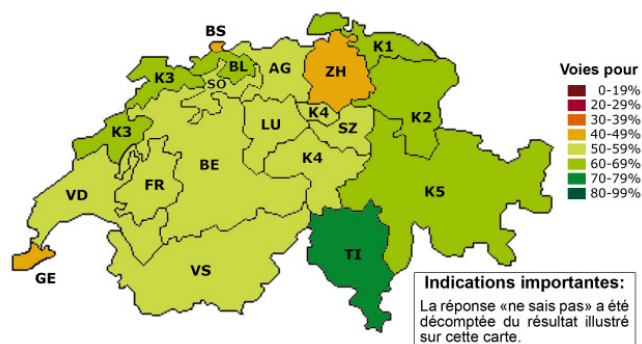 BS
K1
K3
BL
AG
ZH
SO
Voies pour
0-19%
20-29%
30-39%
40-49%
50-59%
60-69%
70-79%
80-99%
K3
LU
K4
SZ
K2
BE
K4
VD
FR
K5
GE
VS
TI
Indications importantes:
La réponse «ne sais pas» a été
décomptée du résultat illustré
sur cette carte.